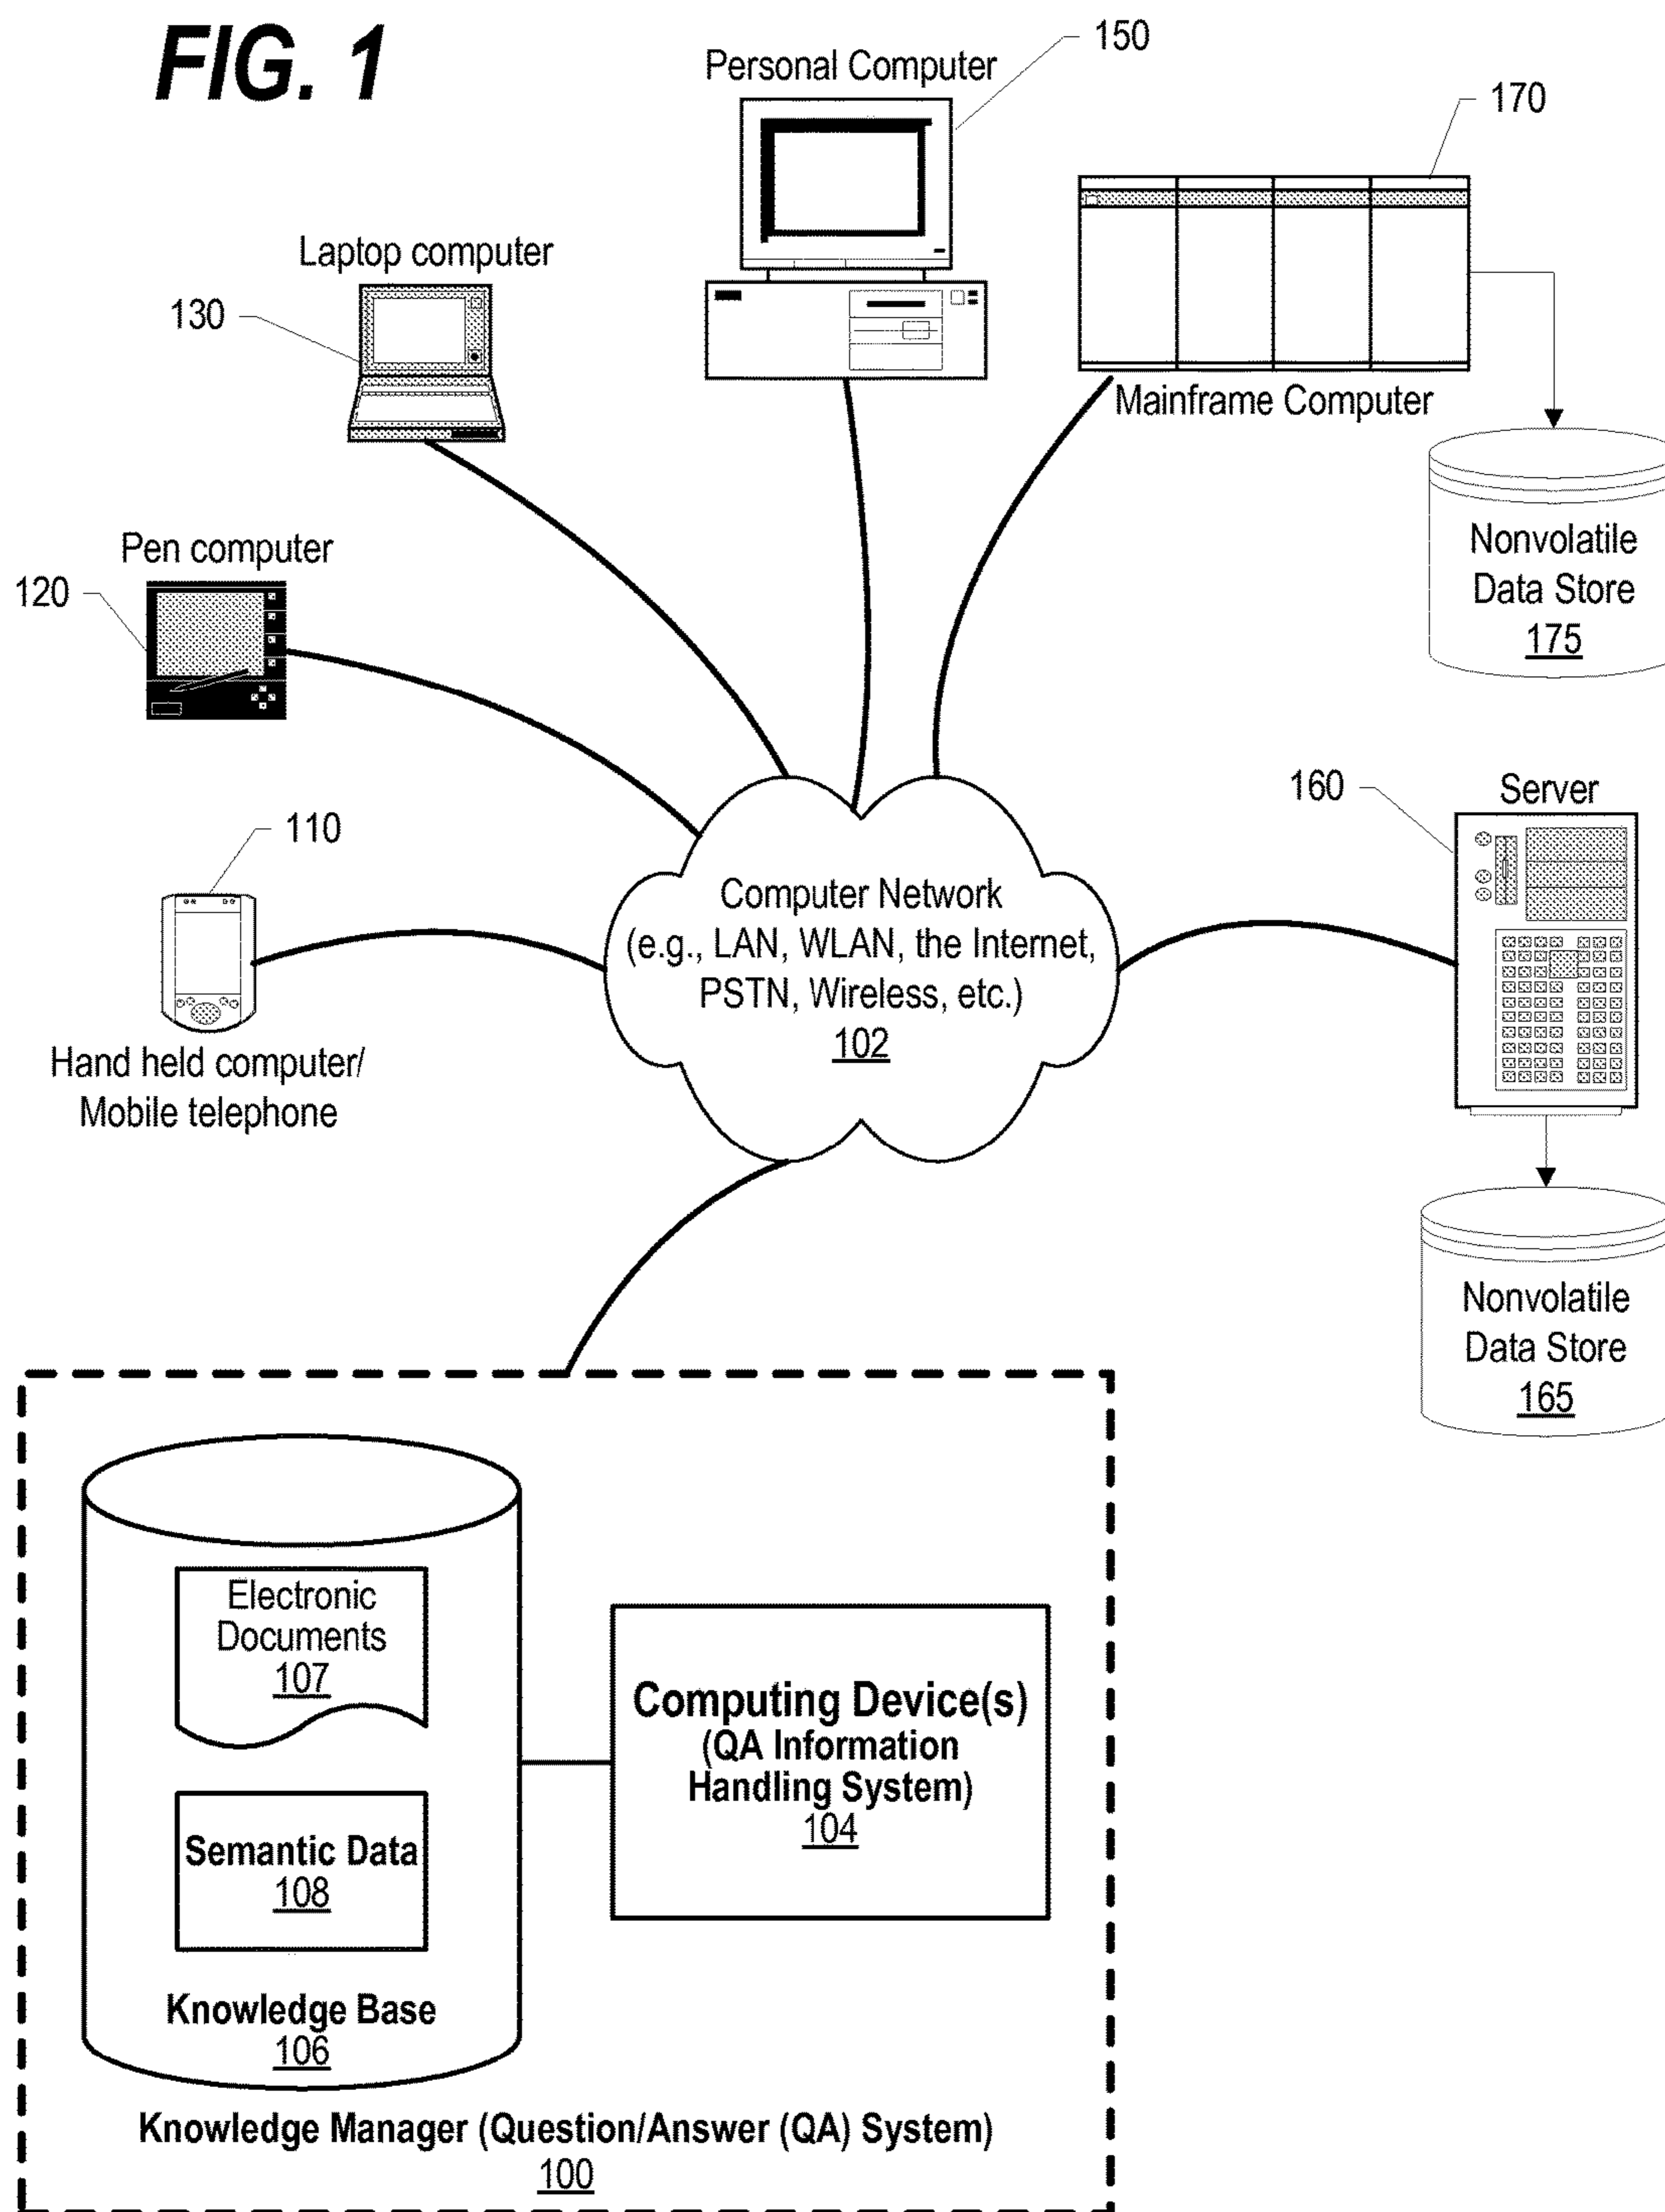 FIG. 1
Personal Computer
150
170
Laptop computer
130
Mainframe Computer
Nonvolatile
Data Store
175
Pen computer
120
160
Server
110
Computer Network
(e.g., LAN, WLAN, the Internet,
PSTN, Wireless, etc.)
102
Hand held computer/
Mobile telephone
Nonvolatile
Data Store
165
Electronic
Documents
107
Computing Device(s)
(QA Information
Handling System)
104
Semantic Data
108
Knowledge Base
106
Knowledge Manager (Question/Answer (QA) System)
100